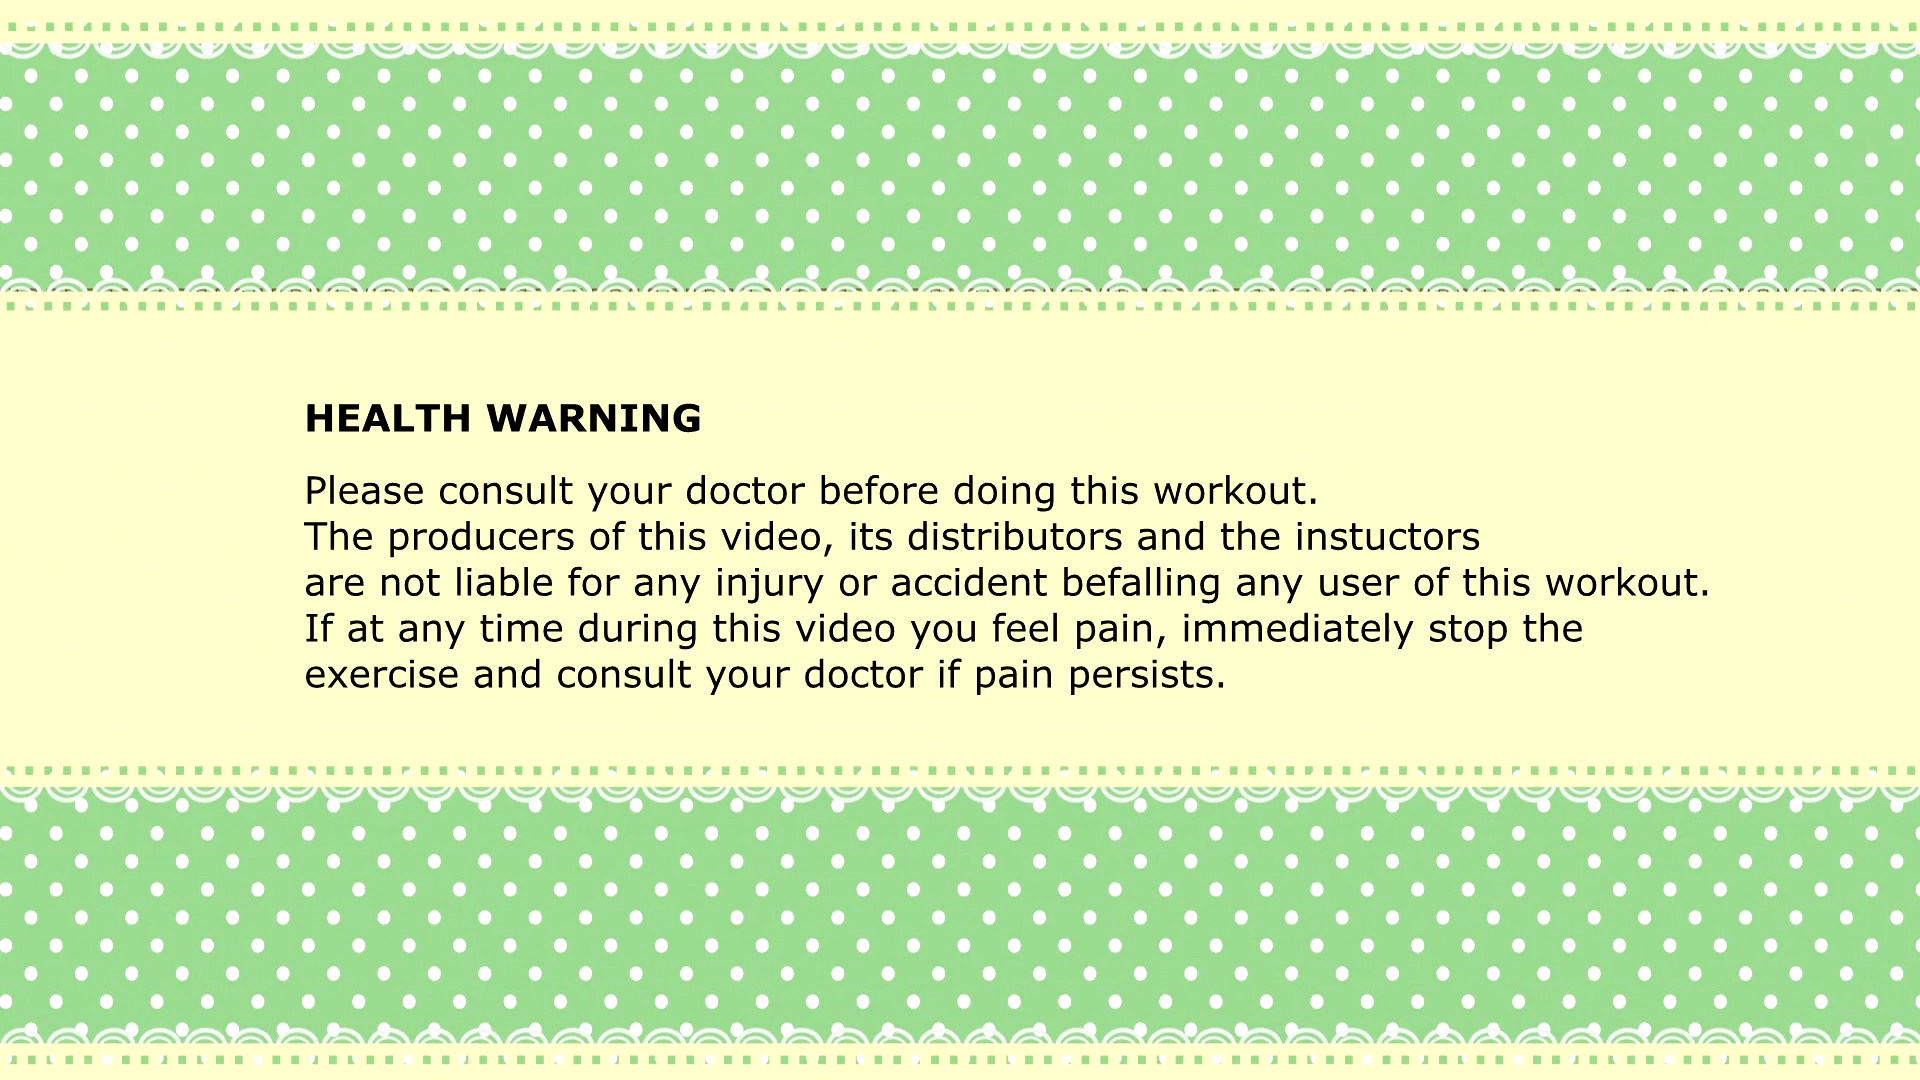 HEALTH WARNING
Please consult your doctor before doing this workout.
The producers of this video, its distributors and the instuctors
are not liable for any injury or accident befalling any user of this workout.
If at any time during this video you feel pain, immediately stop the
exercise and consult your doctor if pain persists.